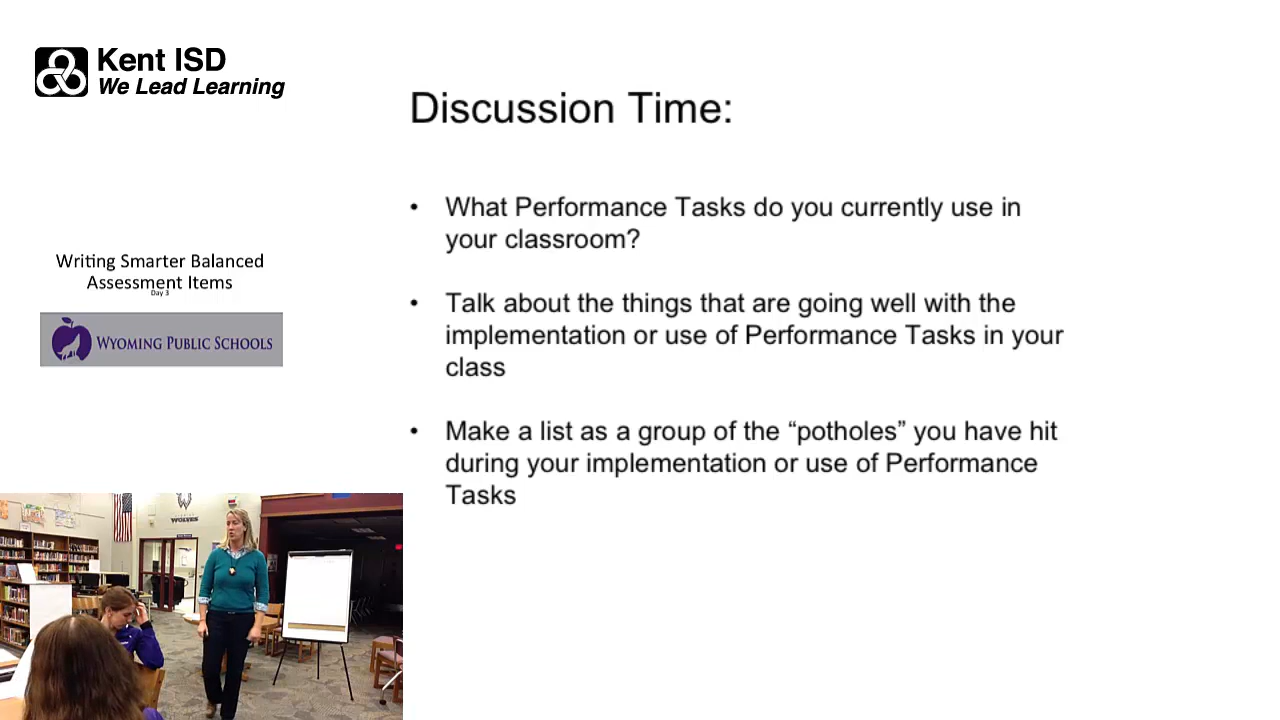 Kent ISD
We Lead Learning
Discussion Time:
• What Performance Tasks do you currently use in
your classroom?
• Talk about the things that are going well with the
implementation or use of Performance Tasks in your
class
• Make a list as a group of the “potholes” you have hit
during your implementation or use of Performance
Tasks
Writing Smarter Balanced
Assessment Items
Day 3
WYOMING PUBLIC SCHOOLS
WOLVES